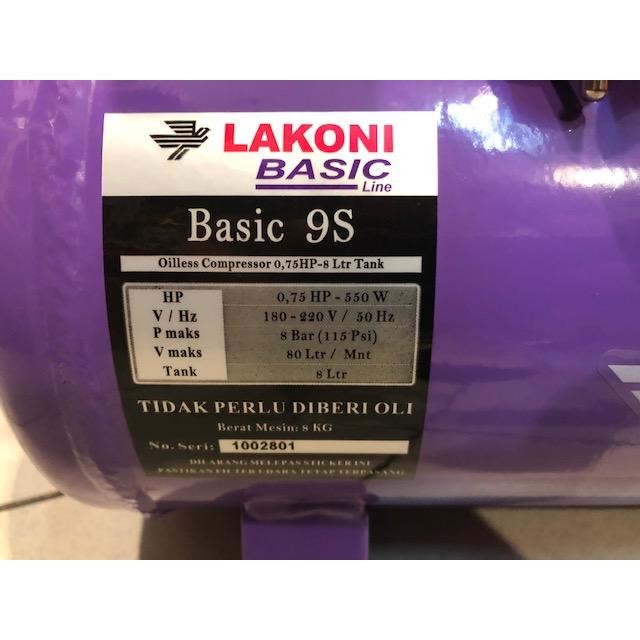 LAKONI
BASIC
Line
Basic 9S
Oilless Compressor 0,75HP-8 Ltr Tank
HP 0,75 HP - 550 W
V / Hz 180 - 220 V / 50 Hz
P maks 8 Bar (115 Psi)
V maks 80 Ltr / Mnt
Tank 8 Ltr
TIDAK PERLU DIBERI OLI
Berat Mesin: 8 KG
No. Seri: 1002801
DILARANG MELEPAS STICKER INI
PASTIKAN FILTER UDARA TETAP TERPASANG